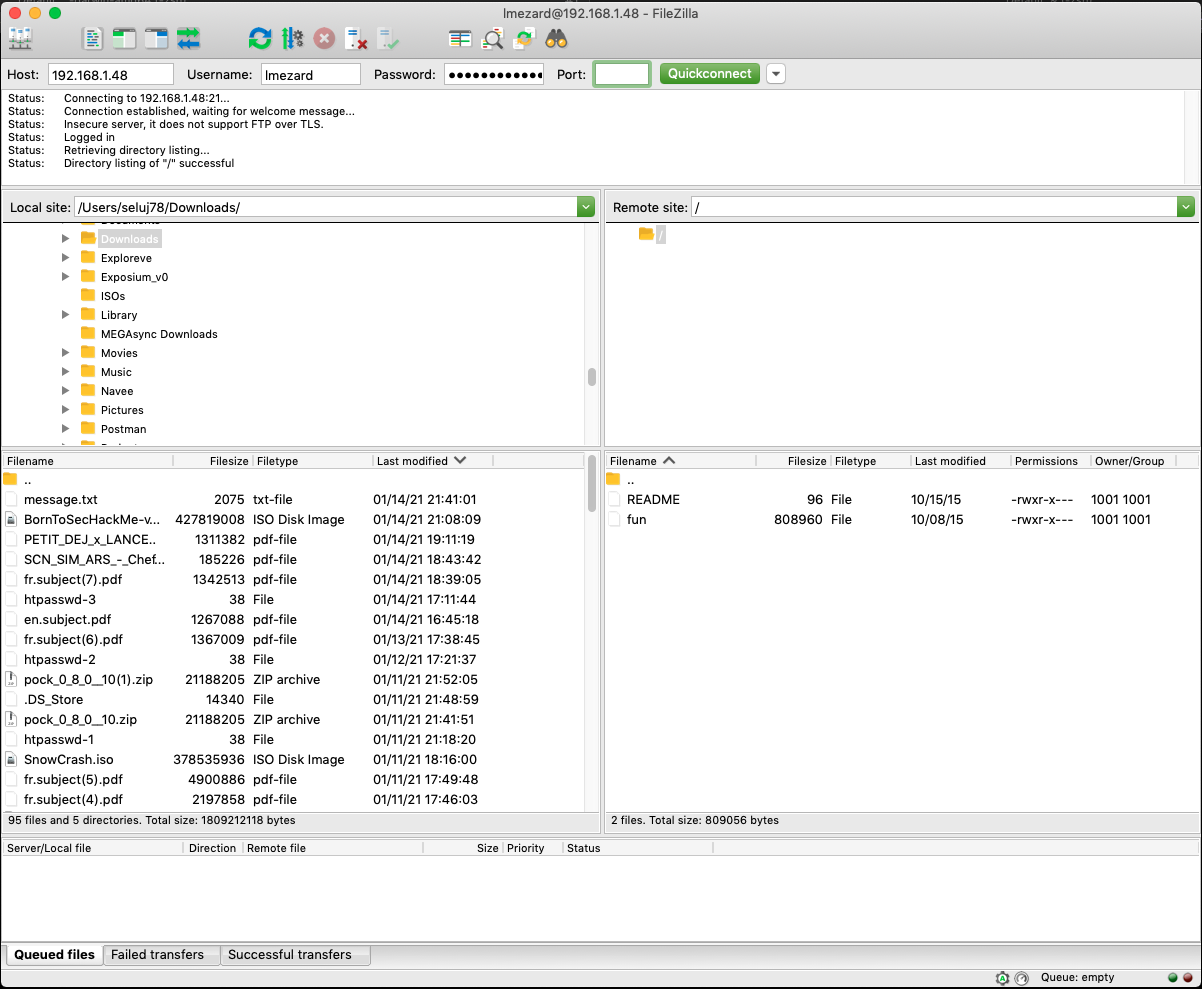 lmezard@192.168.1.48 - FileZilla
Host: 192.168.1.48 Username: lmezard Password: ●●●●●●●●●●●● Port: Quickconnect
Status: Connecting to 192.168.1.48:21...
Status: Connection established, waiting for welcome message...
Status: Insecure server, it does not support FTP over TLS.
Status: Logged in
Status: Retrieving directory listing...
Status: Directory listing of "/" successful
Local site: /Users/seluj78/Downloads/
Documents
Downloads
Exploreve
Exposium_v0
ISOs
Library
MEGAsync Downloads
Movies
Music
Navee
Pictures
Postman
Remote site: /
/
Filename Filesize Filetype Last modified
..
message.txt 2075 txt-file 01/14/21 21:41:01
BornToSecHackMe-v... 427819008 ISO Disk Image 01/14/21 21:08:09
PETIT_DEJ_x_LANCE.. 1311382 pdf-file 01/14/21 19:11:19
SCN_SIM_ARS_-_Chef... 185226 pdf-file 01/14/21 18:43:42
fr.subject(7).pdf 1342513 pdf-file 01/14/21 18:39:05
htpasswd-3 38 File 01/14/21 17:11:44
en.subject.pdf 1267088 pdf-file 01/14/21 16:45:18
fr.subject(6).pdf 1367009 pdf-file 01/13/21 17:38:45
htpasswd-2 38 File 01/12/21 17:21:37
pock_0_8_0__10(1).zip 21188205 ZIP archive 01/11/21 21:52:05
.DS_Store 14340 File 01/11/21 21:48:59
pock_0_8_0__10.zip 21188205 ZIP archive 01/11/21 21:41:51
htpasswd-1 38 File 01/11/21 21:18:20
SnowCrash.iso 378535936 ISO Disk Image 01/11/21 18:16:00
fr.subject(5).pdf 4900886 pdf-file 01/11/21 17:49:48
fr.subject(4).pdf 2197858 pdf-file 01/11/21 17:46:03
95 files and 5 directories. Total size: 1809212118 bytes
Filename Filesize Filetype Last modified Permissions Owner/Group
..
README 96 File 10/15/15 -rwxr-x--- 1001 1001
fun 808960 File 10/08/15 -rwxr-x--- 1001 1001
2 files. Total size: 809056 bytes
Server/Local file Direction Remote file Size Priority Status
Queued files Failed transfers Successful transfers
Queue: empty